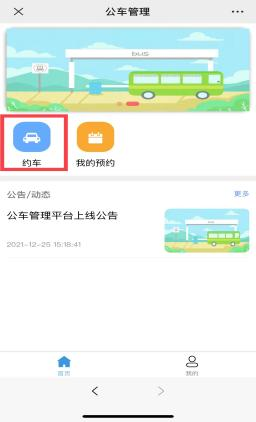 公车管理
bus
约车
我的预约
公告/动态
更多
公车管理平台上线公告
2021-12-25 15:18:41
首页
我的